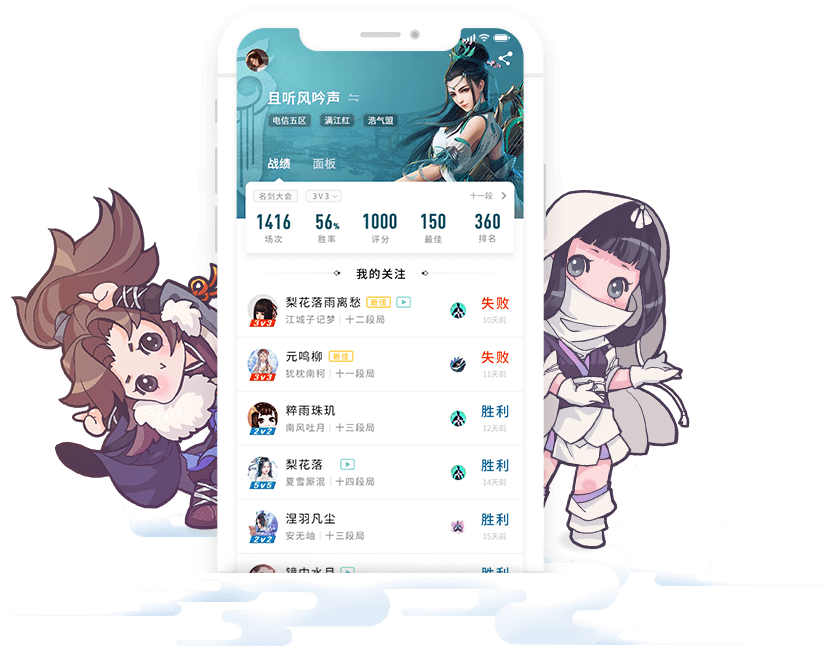 且听风吟声
电信五区 满江红 浩气盟
战绩 面板
名剑大会 3V3 十一段
1416 56% 1000 150 360
场次 胜率 评分 最佳 排名
我的关注
梨花落雨离愁 最佳 失败
3v3 江城子记梦 十二段局 10天前
元鸣柳 最佳 失败
3v3 犹枕南柯 十一段局 11天前
粹雨珠玑 胜利
2v2 南风吐月 十三段局 12天前
梨花落 胜利
5v5 夏雪厮混 十四段局 14天前
涅羽凡尘 胜利
2v2 安无岫 十三段局 15天前
镜中水月 胜利